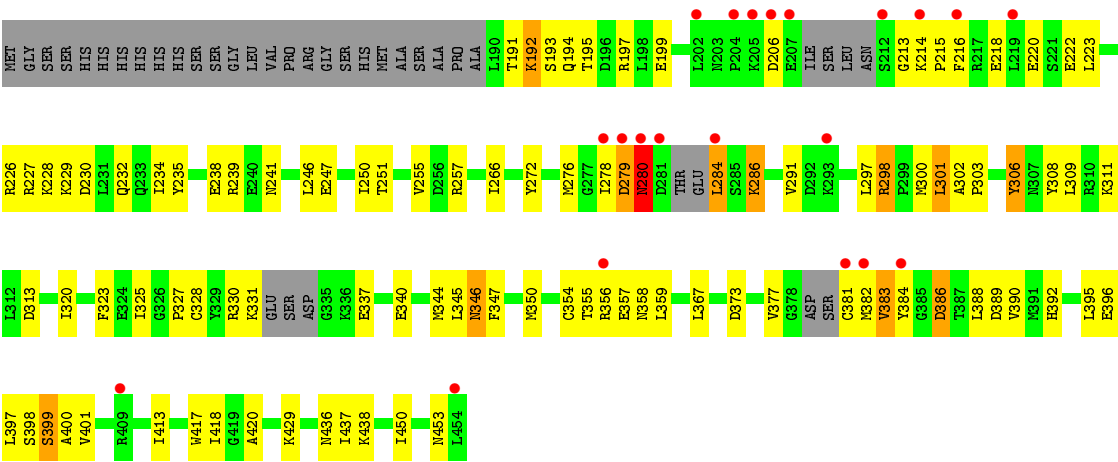 MET GLY SER SER HIS HIS HIS HIS HIS HIS SER SER GLY LEU VAL PRO ARG GLY SER HIS MET ALA SER ALA PRO ALA L190 T191 K192 S193 Q194 T195 D196 R197 L198 E199 L202 N203 P204 K205 D206 E207 ILE SER LEU ASN S212 G213 K214 P215 F216 R217 E218 L219 E220 S221 E222 L223
R226 R227 K228 K229 D230 L231 Q232 Q233 I234 Y235 E238 R239 E240 N241 L246 E247 I250 T251 V255 D256 R257 I266 Y272 M276 G277 I278 D279 N280 D281 THR GLU L284 S285 K286 V291 D292 K293 L297 R298 P299 M300 L301 A302 P303 Y306 N307 Y308 L309 R310 K311
L312 D313 I320 F323 E324 I325 G326 P327 C328 Y329 R330 K331 GLU SER ASP G335 K336 E337 E340 M344 L345 N346 F347 M350 C354 T355 R356 E357 N358 L359 L367 D373 V377 G378 ASP SER C381 M382 V383 Y384 G385 D386 T387 L388 D389 V390 M391 H392 L395 E396
L397 S398 S399 A400 V401 R409 I413 W417 I418 G419 A420 K429 N436 I437 K438 I450 N453 L454